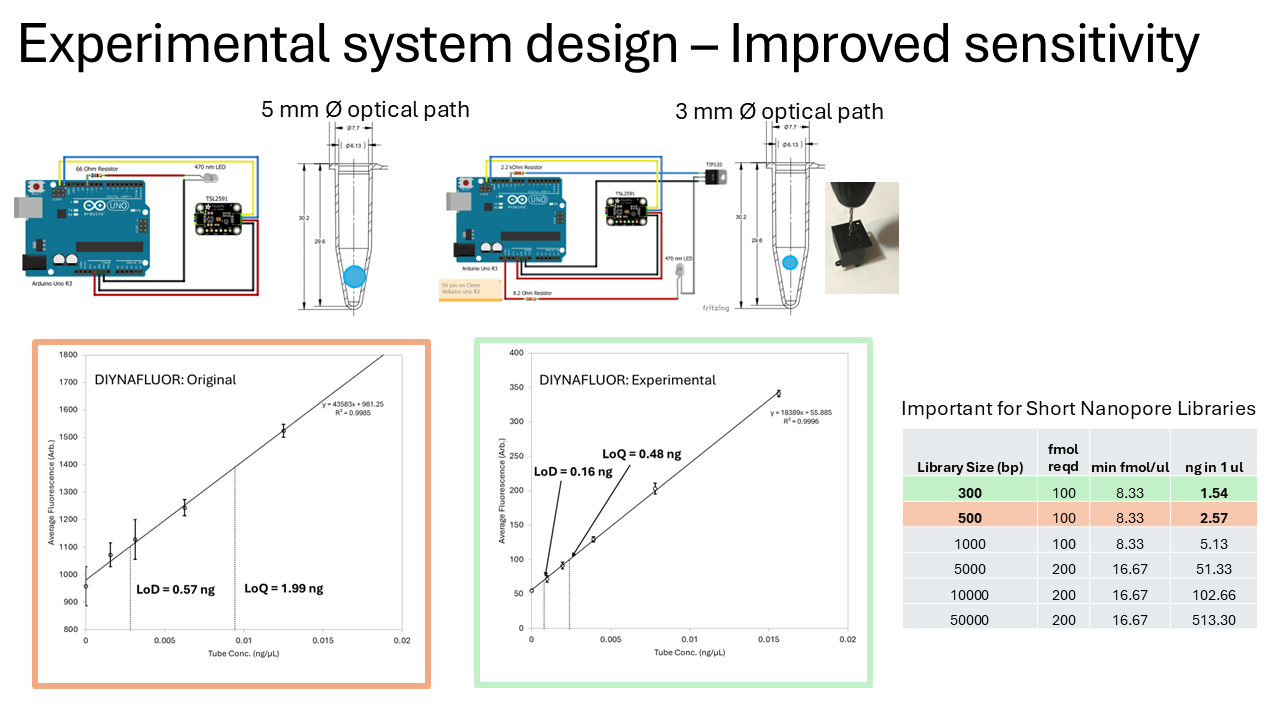 Experimental system design – Improved sensitivity
5 mm Ø optical path
3 mm Ø optical path
66 Ohm Resistor
470 nm LED
TSL2591
UNO
Arduino
Arduino Uno R3
Ø7.7
( Ø6.13 )
30.2
29.6
2.2 kOhm Resistor
TIP120
TSL2591
UNO
Arduino
470 nm LED
Arduino Uno R3
5V pin on Clone
Arduino Uno R3
8.2 Ohm Resistor
fritzing
Ø7.7
( Ø6.13 )
30.2
29.6
DIYNAFLUOR: Original
y = 43583x + 981.25
R² = 0.9985
LoD = 0.57 ng
LoQ = 1.99 ng
Average Fluorescence (Arb.)
1800
1700
1600
1500
1400
1300
1200
1100
1000
900
800
0 0.005 0.01 0.015 0.02
Tube Conc. (ng/µL)
DIYNAFLUOR: Experimental
y = 18389x + 55.885
R² = 0.9996
LoQ = 0.48 ng
LoD = 0.16 ng
Average Fluorescence (Arb.)
400
350
300
250
200
150
100
50
0
0 0.005 0.01 0.015 0.02
Tube Conc. (ng/µL)
Important for Short Nanopore Libraries
Library Size (bp) fmol reqd min fmol/ul ng in 1 ul
300 100 8.33 1.54
500 100 8.33 2.57
1000 100 8.33 5.13
5000 200 16.67 51.33
10000 200 16.67 102.66
50000 200 16.67 513.30